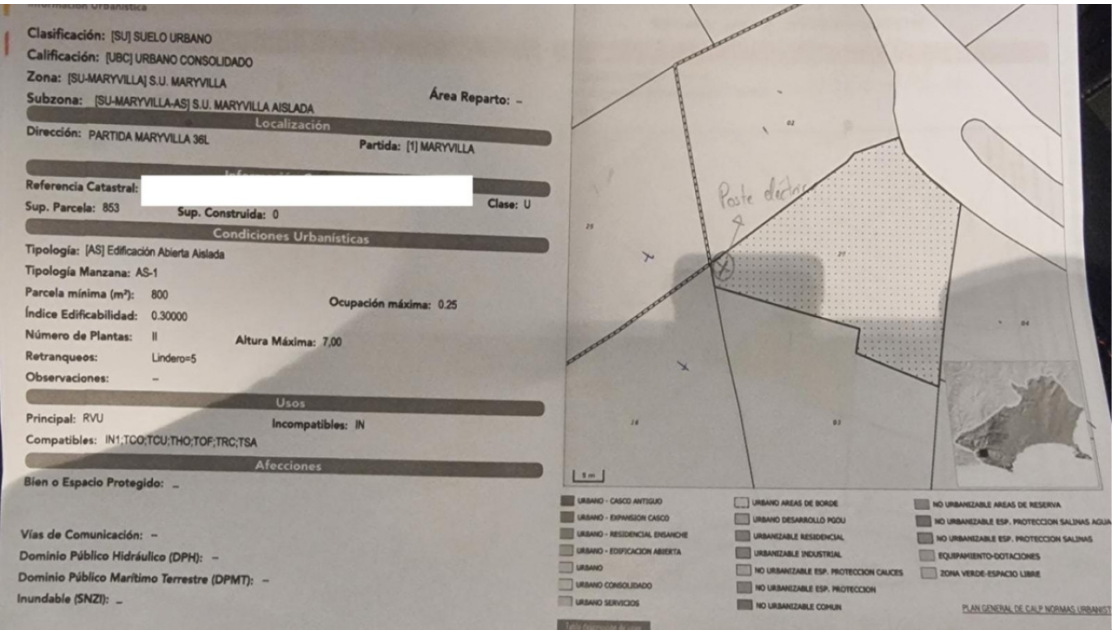 Información Urbanística
Clasificación: [SU] SUELO URBANO
Calificación: [UBC] URBANO CONSOLIDADO
Zona: [SU-MARYVILLA] S.U. MARYVILLA
Subzona: [SU-MARYVILLA-AS] S.U. MARYVILLA AISLADA
Área Reparto: -
Localización
Dirección: PARTIDA MARYVILLA 36L
Partida: [1] MARYVILLA
Referencia Catastral:
Clase: U
Sup. Parcela: 853
Sup. Construida: 0
Condiciones Urbanísticas
Tipología: [AS] Edificación Abierta Aislada
Tipología Manzana: AS-1
Parcela mínima (m²): 800
Ocupación máxima: 0.25
Índice Edificabilidad: 0.30000
Número de Plantas: II
Altura Máxima: 7,00
Retranqueos: Lindero=5
Observaciones: -
Usos
Principal: RVU
Incompatibles: IN
Compatibles: IN1;TCO;TCU;THO;TOF;TRC;TSA
Afecciones
Bien o Espacio Protegido: -
Vías de Comunicación: -
Dominio Público Hidráulico (DPH): -
Dominio Público Marítimo Terrestre (DPMT): -
Inundable (SNZI): -
02
Poste
25
04
03
5 m
URBANO - CASCO ANTIGUO
URBANO - EXPANSION CASCO
URBANO - RESIDENCIAL ENSANCHE
URBANO - EDIFICACION ABIERTA
URBANO
URBANO CONSOLIDADO
URBANO SERVICIOS
URBANO AREAS DE BORDE
URBANO DESARROLLO PGOU
URBANIZABLE RESIDENCIAL
URBANIZABLE INDUSTRIAL
NO URBANIZABLE ESP. PROTECCION CAUCES
NO URBANIZABLE ESP. PROTECCION
NO URBANIZABLE COMUN
NO URBANIZABLE AREAS DE RESERVA
NO URBANIZABLE ESP. PROTECCION SALINAS AGUA
NO URBANIZABLE ESP. PROTECCION SALINAS
EQUIPAMIENTO-DOTACIONES
ZONA VERDE-ESPACIO LIBRE
PLAN GENERAL DE CALP NORMAS URBANIST